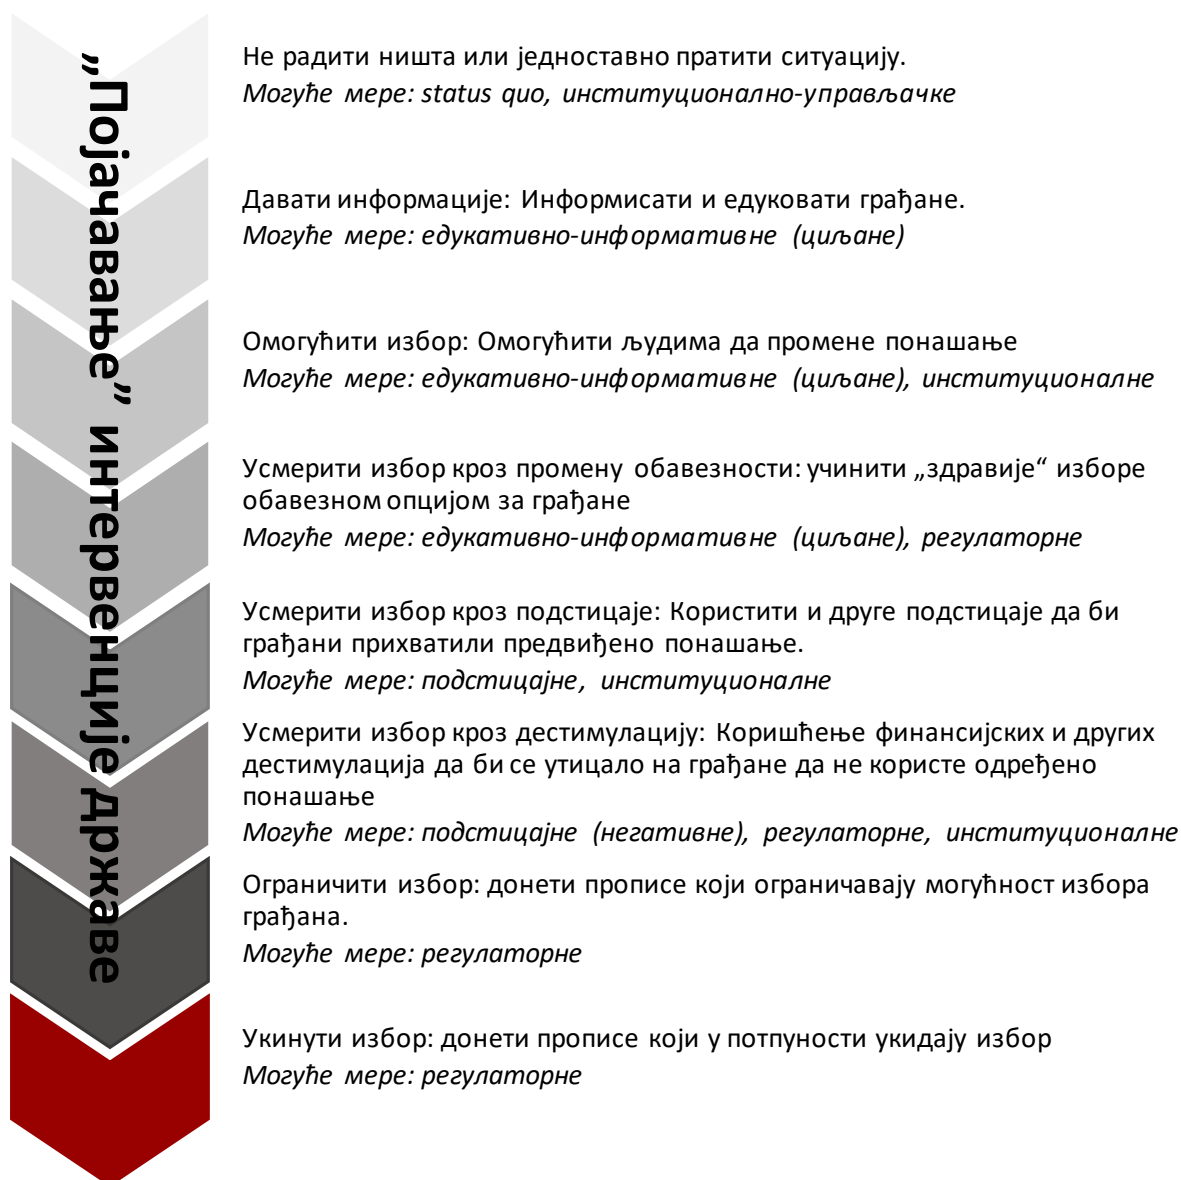 „Појачавање” интервенције државе
Не радити ништа или једноставно пратити ситуацију.
Могуће мере: status quo, институционално-управљачке
Давати информације: Информисати и едуковати грађане.
Могуће мере: едукативно-информативне (циљане)
Омогућити избор: Омогућити људима да промене понашање
Могуће мере: едукативно-информативне (циљане), институционалне
Усмерити избор кроз промену обавезности: учинити „здравије“ изборе
обавезном опцијом за грађане
Могуће мере: едукативно-информативне (циљане), регулаторне
Усмерити избор кроз подстицаје: Користити и друге подстицаје да би
грађани прихватили предвиђено понашање.
Могуће мере: подстицајне, институционалне
Усмерити избор кроз дестимулацију: Коришћење финансијских и других
дестимулација да би се утицало на грађане да не користе одређено
понашање
Могуће мере: подстицајне (негативне), регулаторне, институционалне
Ограничити избор: донети прописе који ограничавају могућност избора
грађана.
Могуће мере: регулаторне
Укинути избор: донети прописе који у потпуности укидају избор
Могуће мере: регулаторне